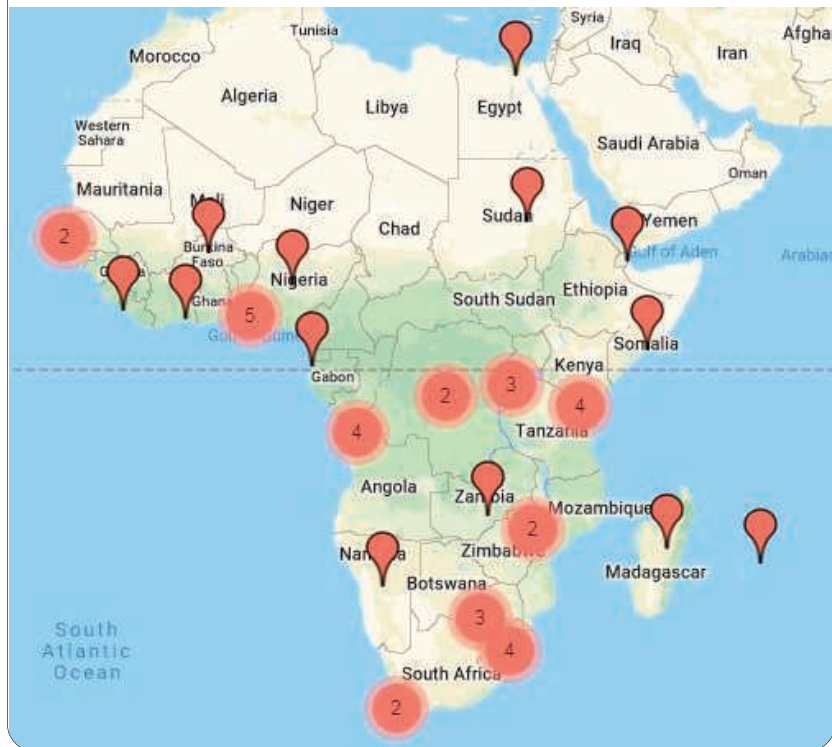 Syria
Tunisia
Afgha
Morocco
Iraq
Iran
Algeria
Libya
Egypt
Western
Sahara
Saudi Arabia
Oman
Mauritania
Mali
Niger
Chad
Sudan
Yemen
2
Burkina
Faso
Gulf of Aden
Arabia
Nigeria
Ethiopia
Ghana
South Sudan
5
Somalia
Kenya
Gabon
3
2
4
4
Tanzania
Angola
Zambia
Mozambique
2
Zimbabwe
Namibia
Madagascar
Botswana
3
South
Atlantic
Ocean
4
South Africa
2